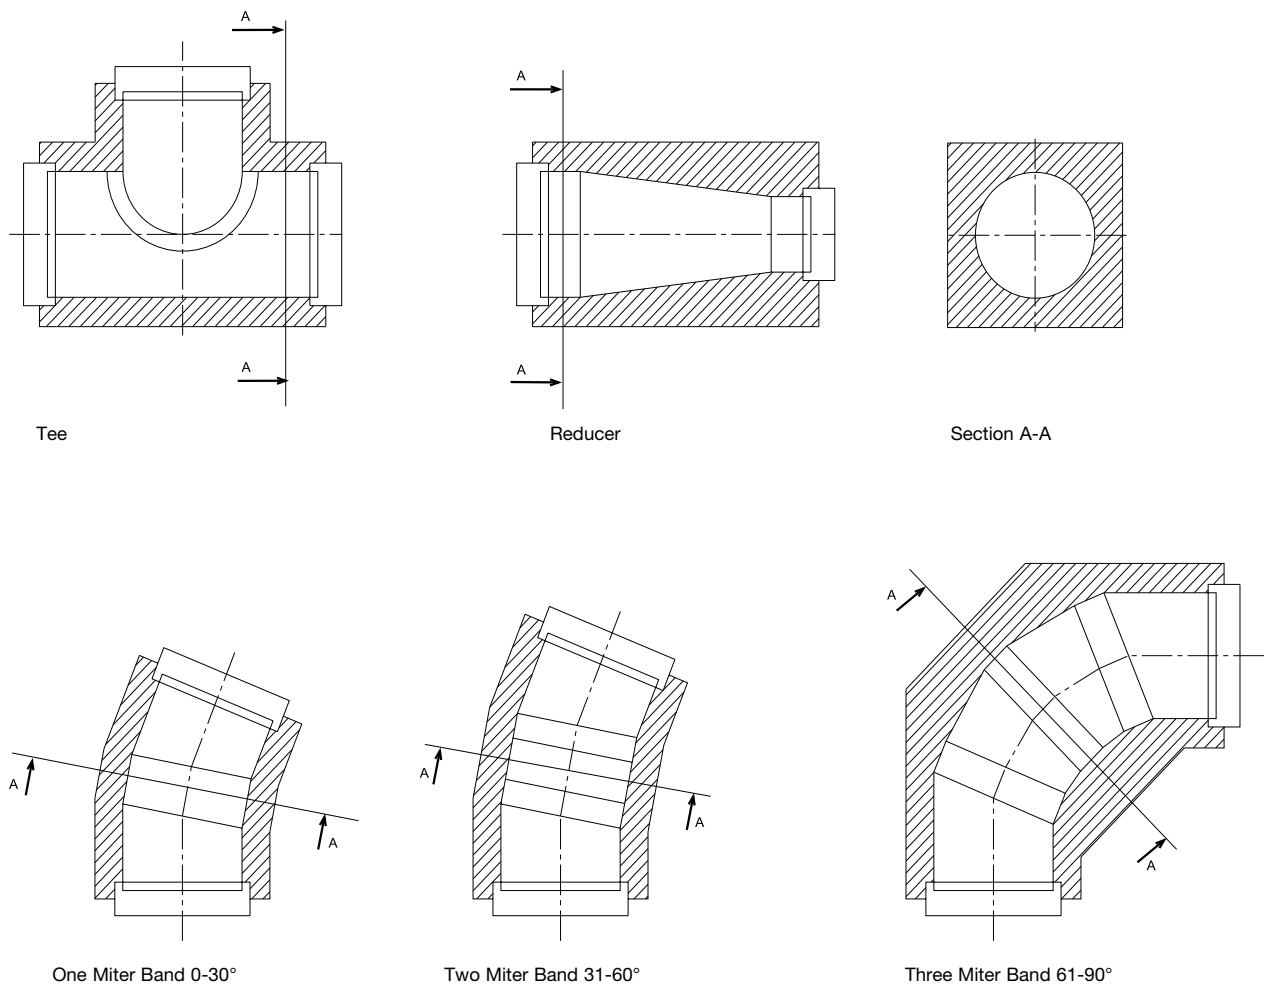 A
A
A
A
Tee
Reducer
Section A-A
A
A
A
A
A
A
One Miter Band 0-30°
Two Miter Band 31-60°
Three Miter Band 61-90°